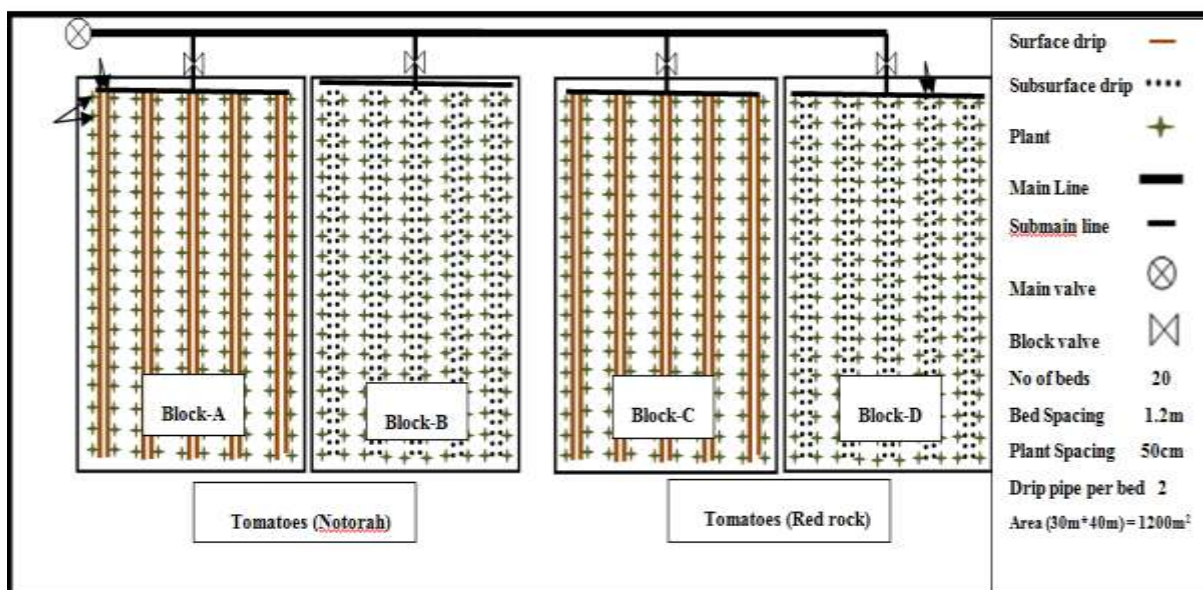 Surface drip
Subsurface drip
Plant
Main Line
Submain line
Main valve
Block valve
No of beds 20
Bed Spacing 1.2m
Plant Spacing 50cm
Drip pipe per bed 2
Area (30m*40m) = 1200m²
Block-A
Block-B
Block-C
Block-D
Tomatoes (Notorah)
Tomatoes (Red rock)